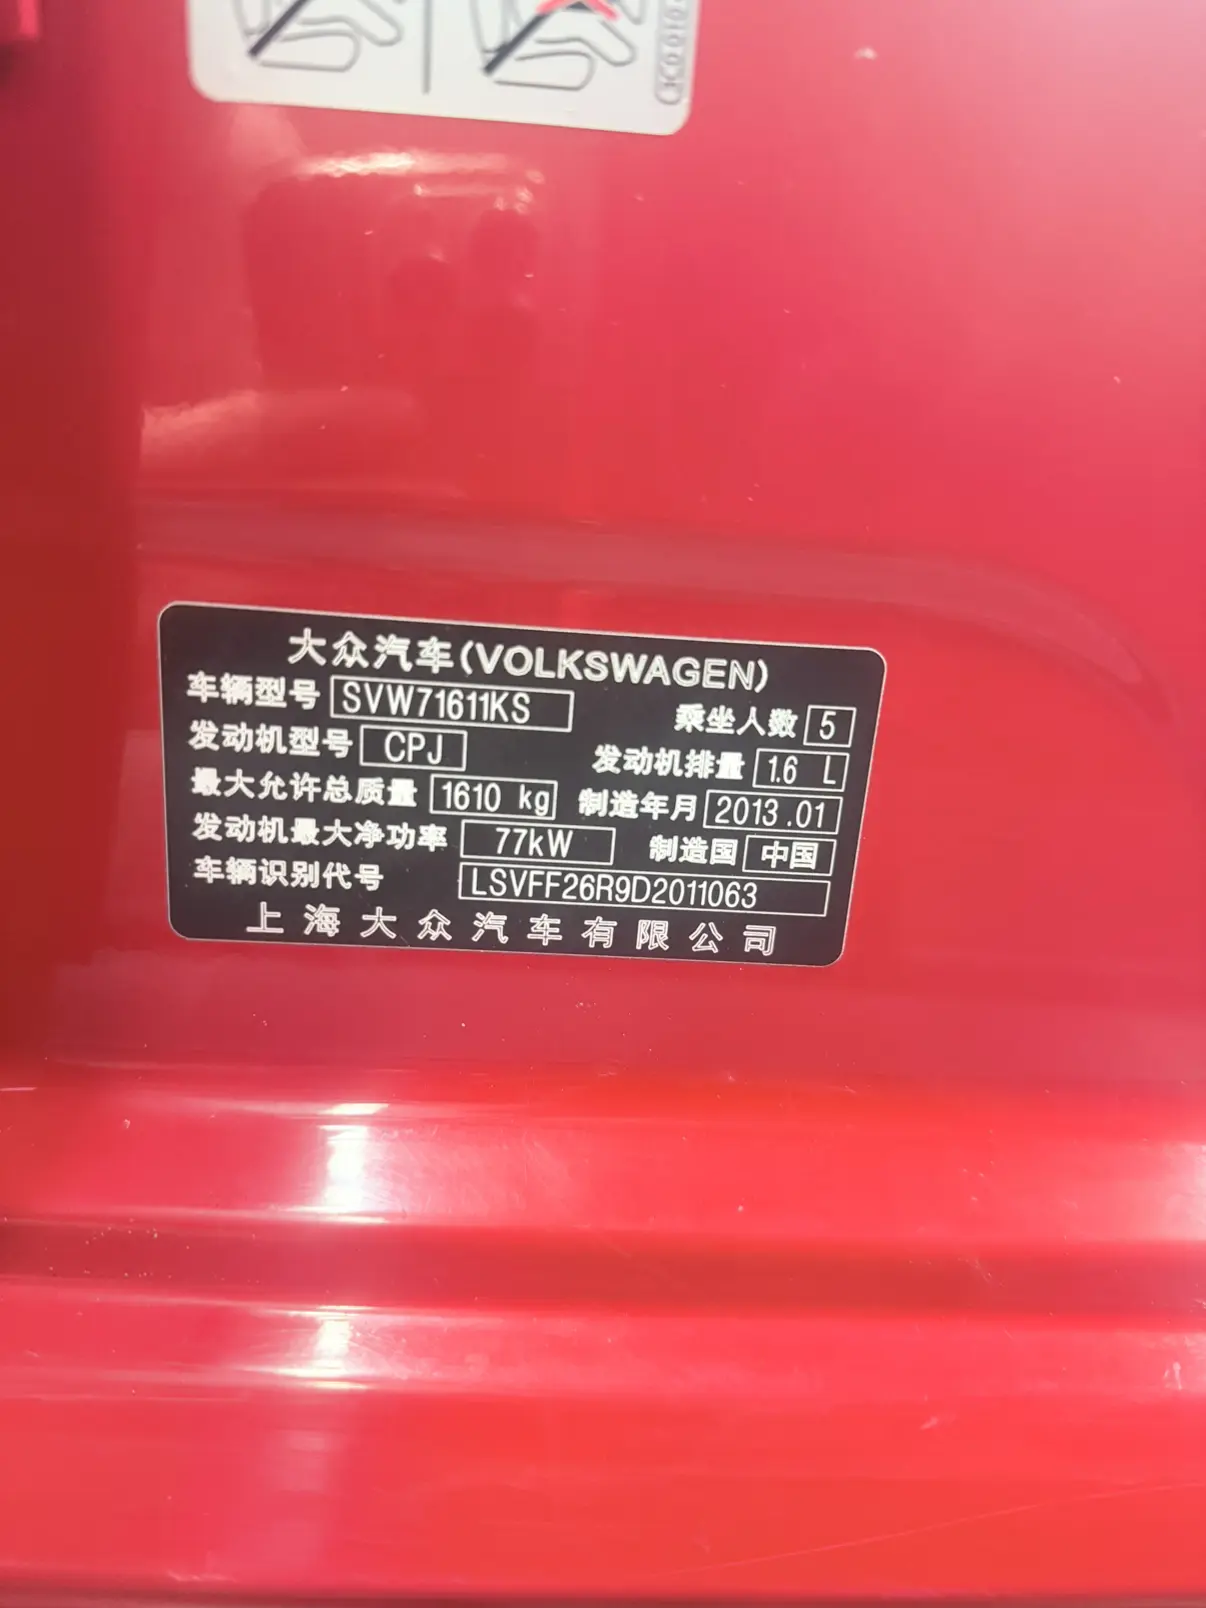 大众汽车(VOLKSWAGEN)
车辆型号 SVW71611KS 乘坐人数 5
发动机型号 CPJ 发动机排量 1.6 L
最大允许总质量 1610 kg 制造年月 2013.01
发动机最大净功率 77kW 制造国 中国
车辆识别代号 LSVFF26R9D2011063
上海大众汽车有限公司